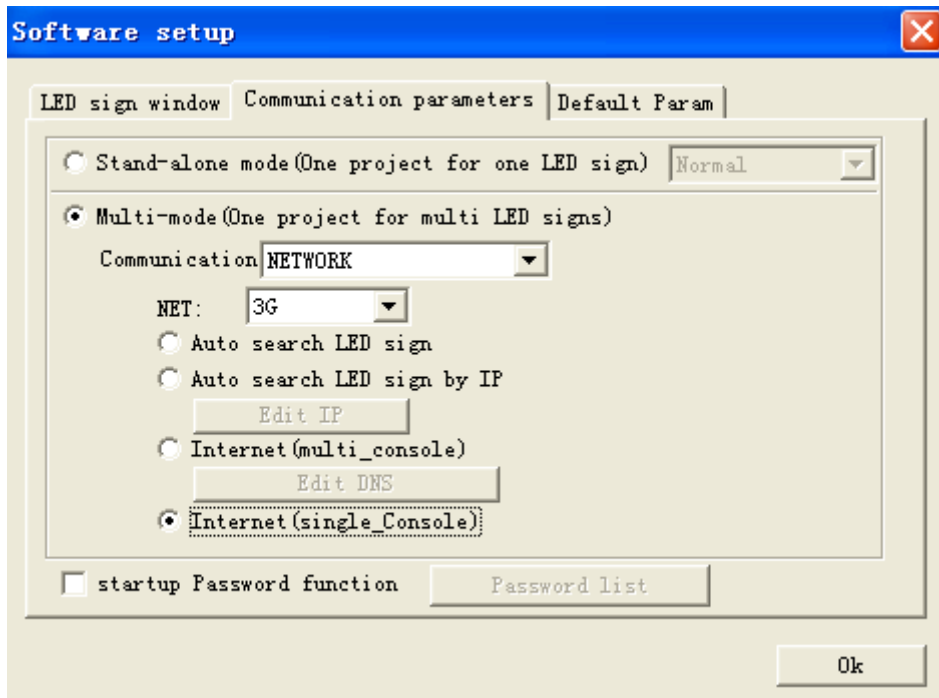 Software setup
LED sign window Communication parameters Default Param
Stand-alone mode(One project for one LED sign) Normal
Multi-mode(One project for multi LED signs)
Communication NETWORK
NET: 3G
Auto search LED sign
Auto search LED sign by IP
Edit IP
Internet(multi_console)
Edit DNS
Internet(single_Console)
startup Password function Password list
Ok